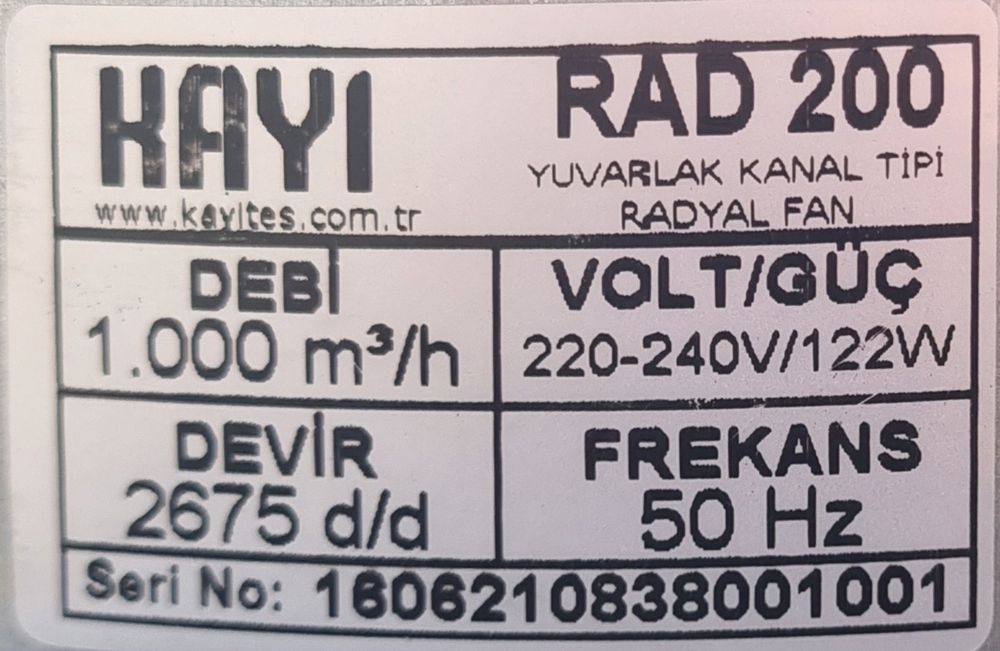 KAYI
www.kayites.com.tr
RAD 200
YUVARLAK KANAL TİPİ
RADYAL FAN
DEBİ
1.000 m³/h
VOLT/GÜÇ
220-240V/122W
DEVİR
2675 d/d
FREKANS
50 Hz
Seri No: 1606210838001001